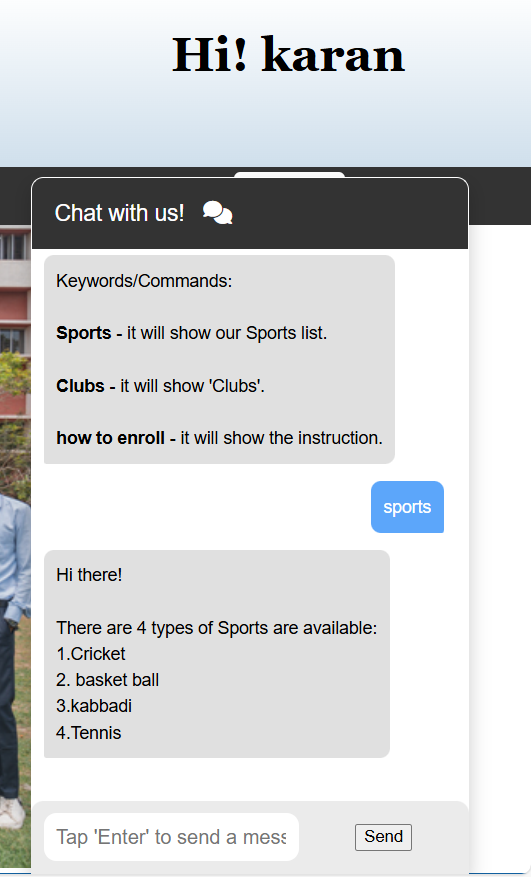 Hi! karan
Chat with us!
Keywords/Commands:
Sports - it will show our Sports list.
Clubs - it will show 'Clubs'.
how to enroll - it will show the instruction.
sports
Hi there!
There are 4 types of Sports are available:
1.Cricket
2. basket ball
3.kabbadi
4.Tennis
Tap 'Enter' to send a mess
Send